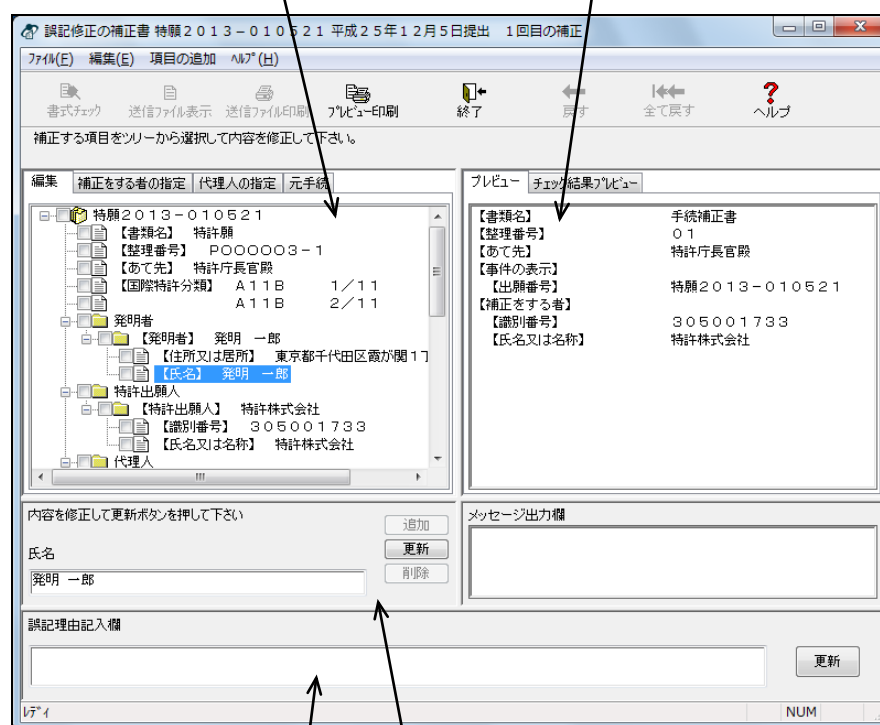 誤記修正の補正書 特願２０１３－０１０５２１ 平成２５年１２月５日提出　１回目の補正
ﾌｧｲﾙ(F)　編集(E)　項目の追加　ﾍﾙﾌﾟ(H)
書式ﾁｪｯｸ　送信ﾌｧｲﾙ表示　送信ﾌｧｲﾙ印刷　ﾌﾟﾚﾋﾞｭｰ印刷　終了　戻す　全て戻す　ヘルプ
補正する項目をツリーから選択して内容を修正して下さい。
編集　補正をする者の指定　代理人の指定　元手続
特願２０１３－０１０５２１
【書類名】　特許願
【整理番号】　ＰＯＯＯＯＯ３－１
【あて先】　特許庁長官殿
【国際特許分類】　Ａ１１Ｂ　１／１１
Ａ１１Ｂ　２／１１
発明者
【発明者】　発明　一郎
【住所又は居所】　東京都千代田区霞が関１丁
【氏名】　発明　一郎
特許出願人
【特許出願人】　特許株式会社
【識別番号】　３０５００１７３３
【氏名又は名称】　特許株式会社
代理人
プレビュー　チェック結果ﾌﾟﾚﾋﾞｭｰ
【書類名】　手続補正書
【整理番号】　０１
【あて先】　特許庁長官殿
【事件の表示】
【出願番号】　特願２０１３－０１０５２１
【補正をする者】
【識別番号】　３０５００１７３３
【氏名又は名称】　特許株式会社
内容を修正して更新ボタンを押して下さい
追加
氏名
更新
発明 一郎
削除
メッセージ出力欄
誤記理由記入欄
更新
ﾚﾃﾞｨ　NUM